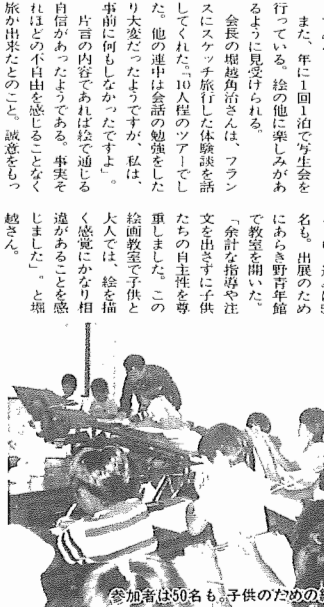 また、年に1回1泊で写生会を
行っている。絵の他に楽しみがあ
るように見受けられる。
会長の堀越角治さんは、フラン
スにスケッチ旅行した体験談を話
してくれた。「10人程のツアーでし
た。他の連中は会話の勉強をした
り大変だったようですが、私は
事前に何もしなかったですよ」。
片言の内容であれば絵で通じる
自信があったようである。事実そ
れほどの不自由を感じることなく
旅が出来たとのこと。誠意をもっ
名も。出展のため
にあらき野青年館
で教室を開いた。
「余計な指導や注
文を出さずに子供
たちの自主性を尊
重しました。この
絵画教室で子供と
大人では、絵を描
く感覚にかなり相
違があることを感
じました」。と堀
越さん。
参加者は50名も。子供のための